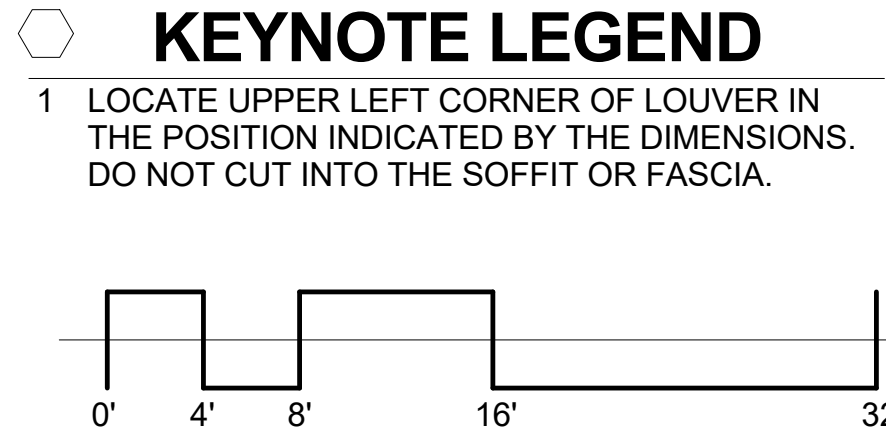 KEYNOTE LEGEND
1 LOCATE UPPER LEFT CORNER OF LOUVER IN
THE POSITION INDICATED BY THE DIMENSIONS.
DO NOT CUT INTO THE SOFFIT OR FASCIA.
0' 4' 8' 16' 32